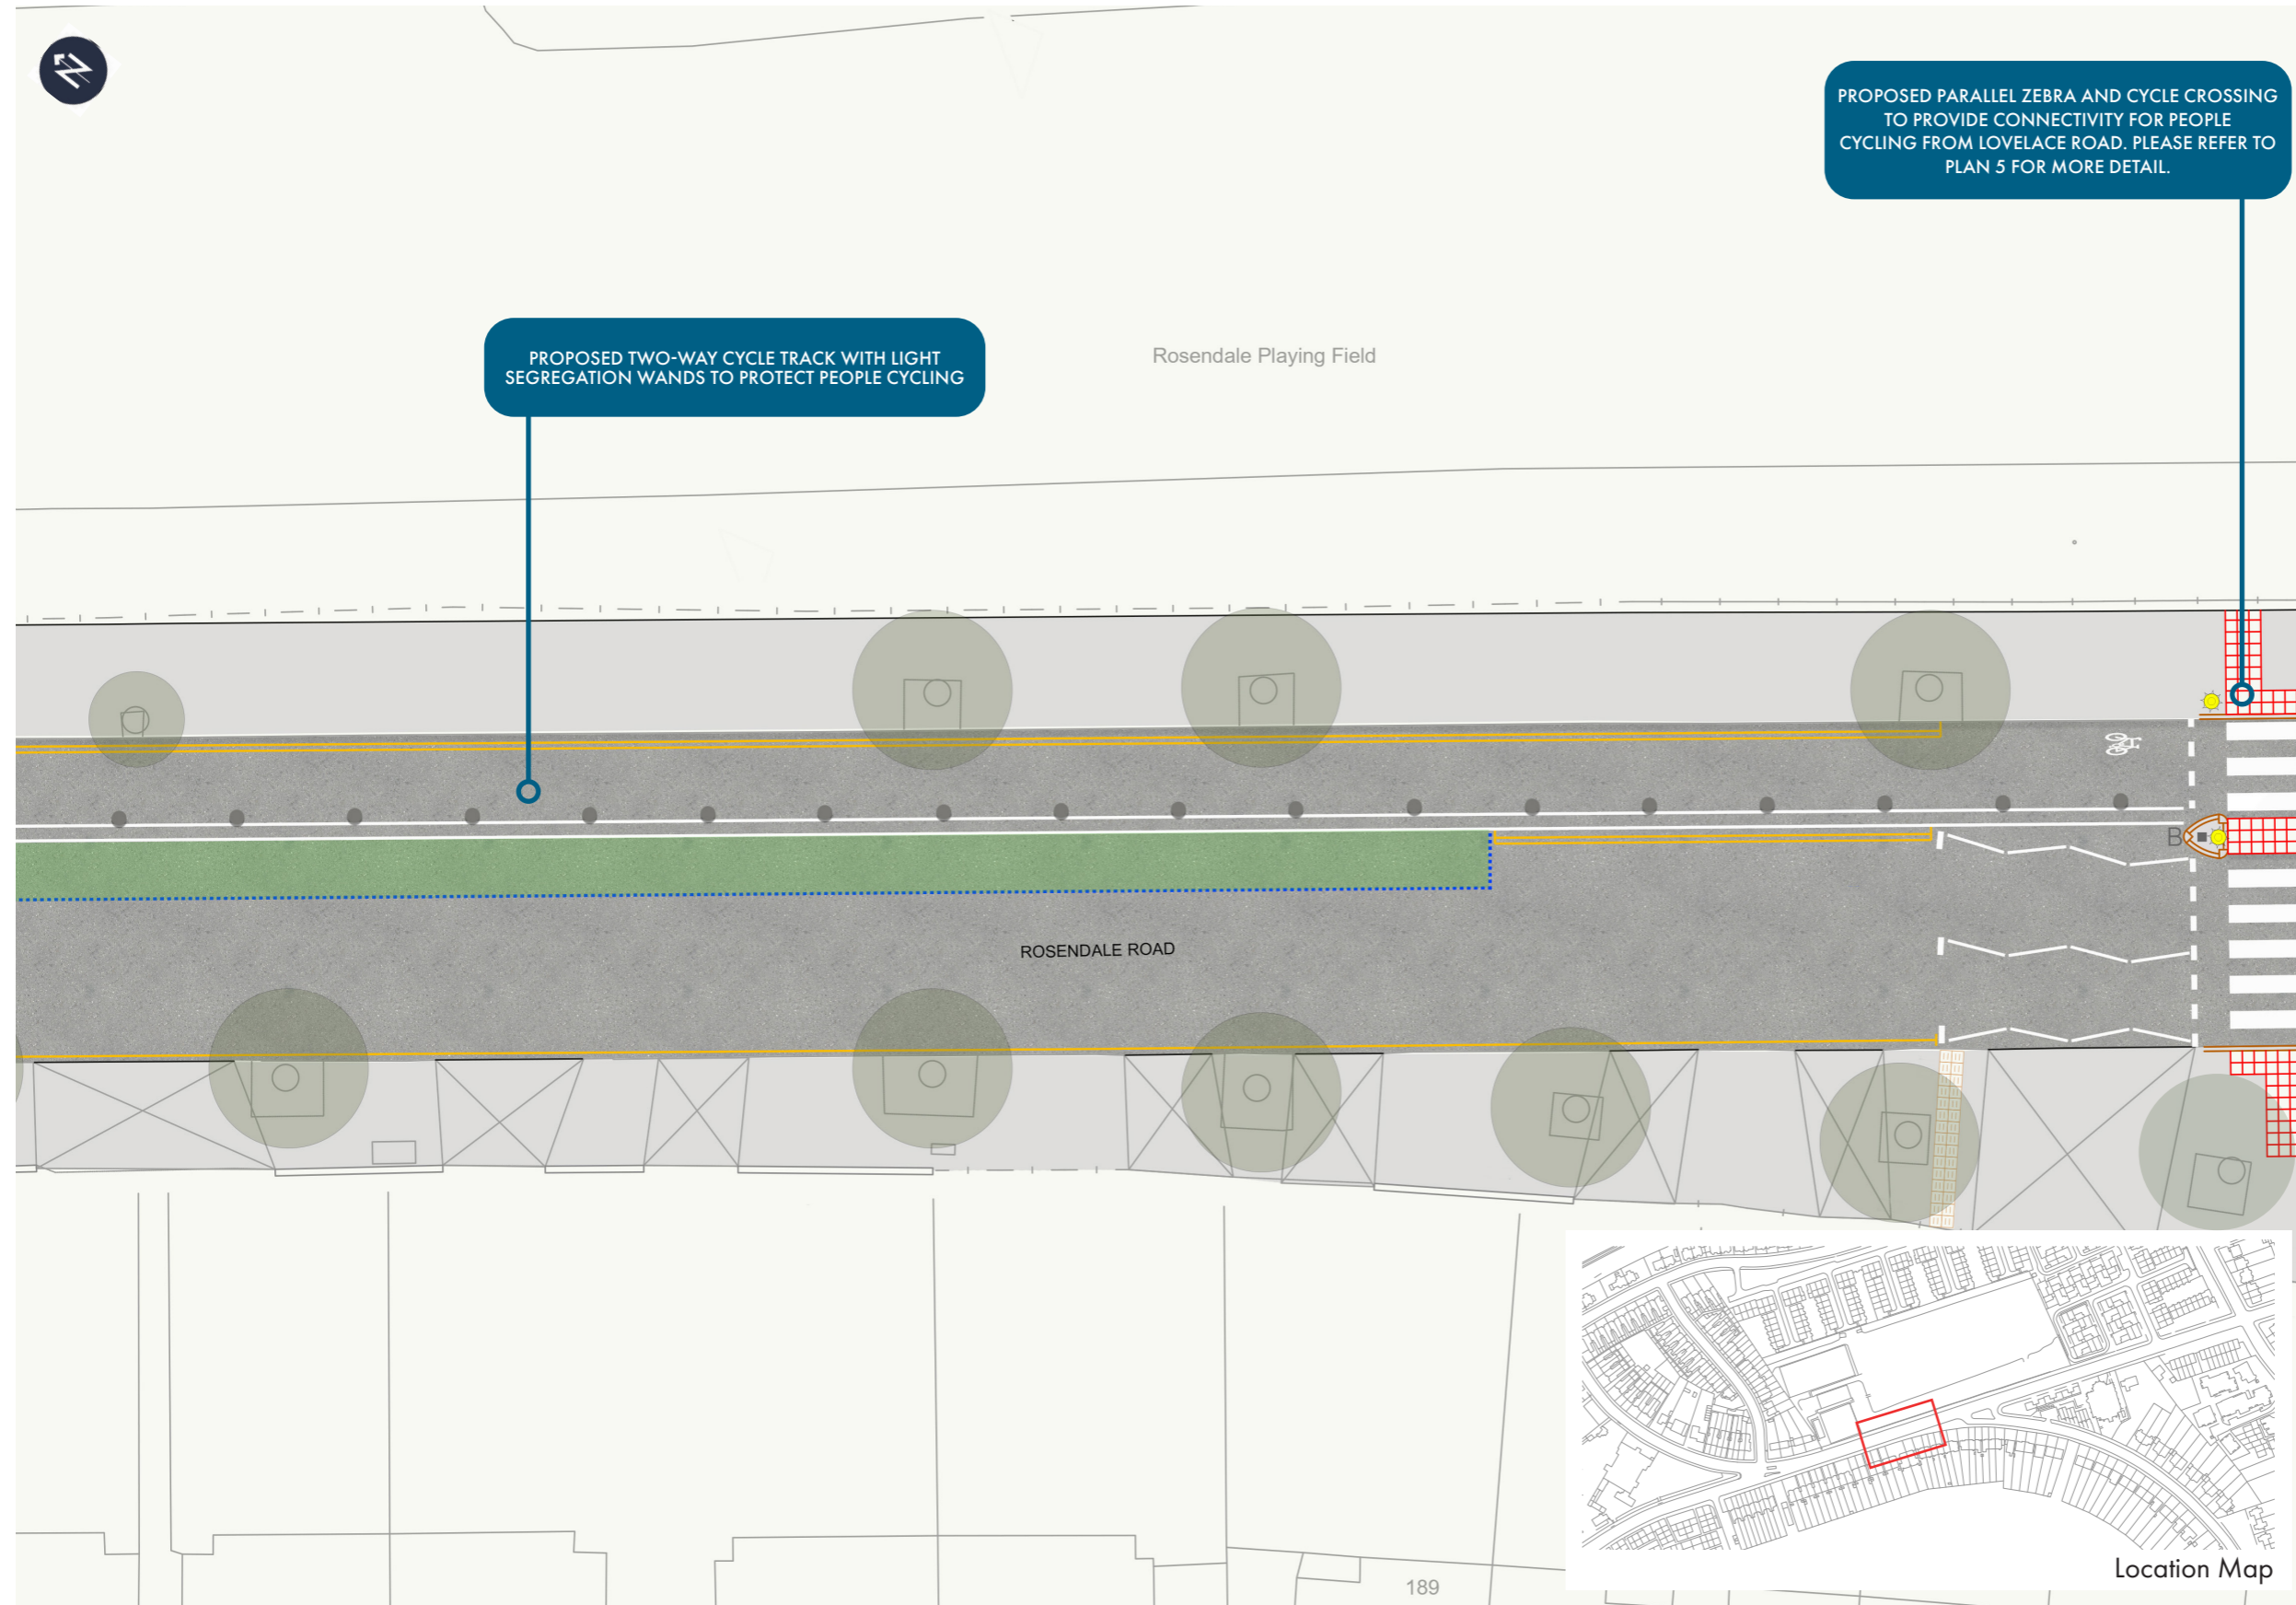 N
PROPOSED PARALLEL ZEBRA AND CYCLE CROSSING
TO PROVIDE CONNECTIVITY FOR PEOPLE
CYCLING FROM LOVELACE ROAD. PLEASE REFER TO
PLAN 5 FOR MORE DETAIL.
PROPOSED TWO-WAY CYCLE TRACK WITH LIGHT
SEGREGATION WANDS TO PROTECT PEOPLE CYCLING
Rosendale Playing Field
B
ROSENDALE ROAD
Location Map
189